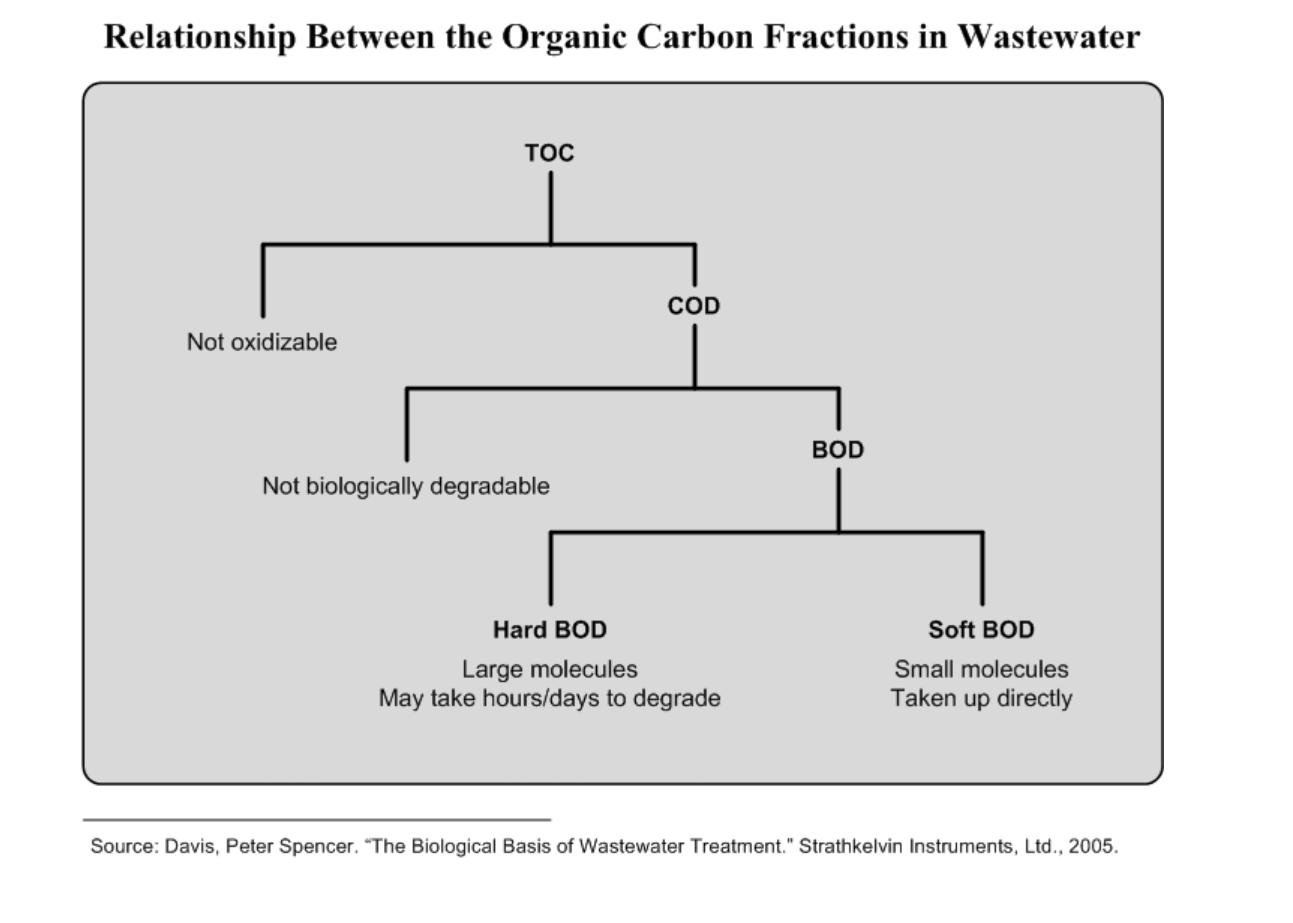 Relationship Between the Organic Carbon Fractions in Wastewater
TOC
COD
Not oxidizable
BOD
Not biologically degradable
Hard BOD
Large molecules
May take hours/days to degrade
Soft BOD
Small molecules
Taken up directly
Source: Davis, Peter Spencer. “The Biological Basis of Wastewater Treatment.” Strathkelvin Instruments, Ltd., 2005.